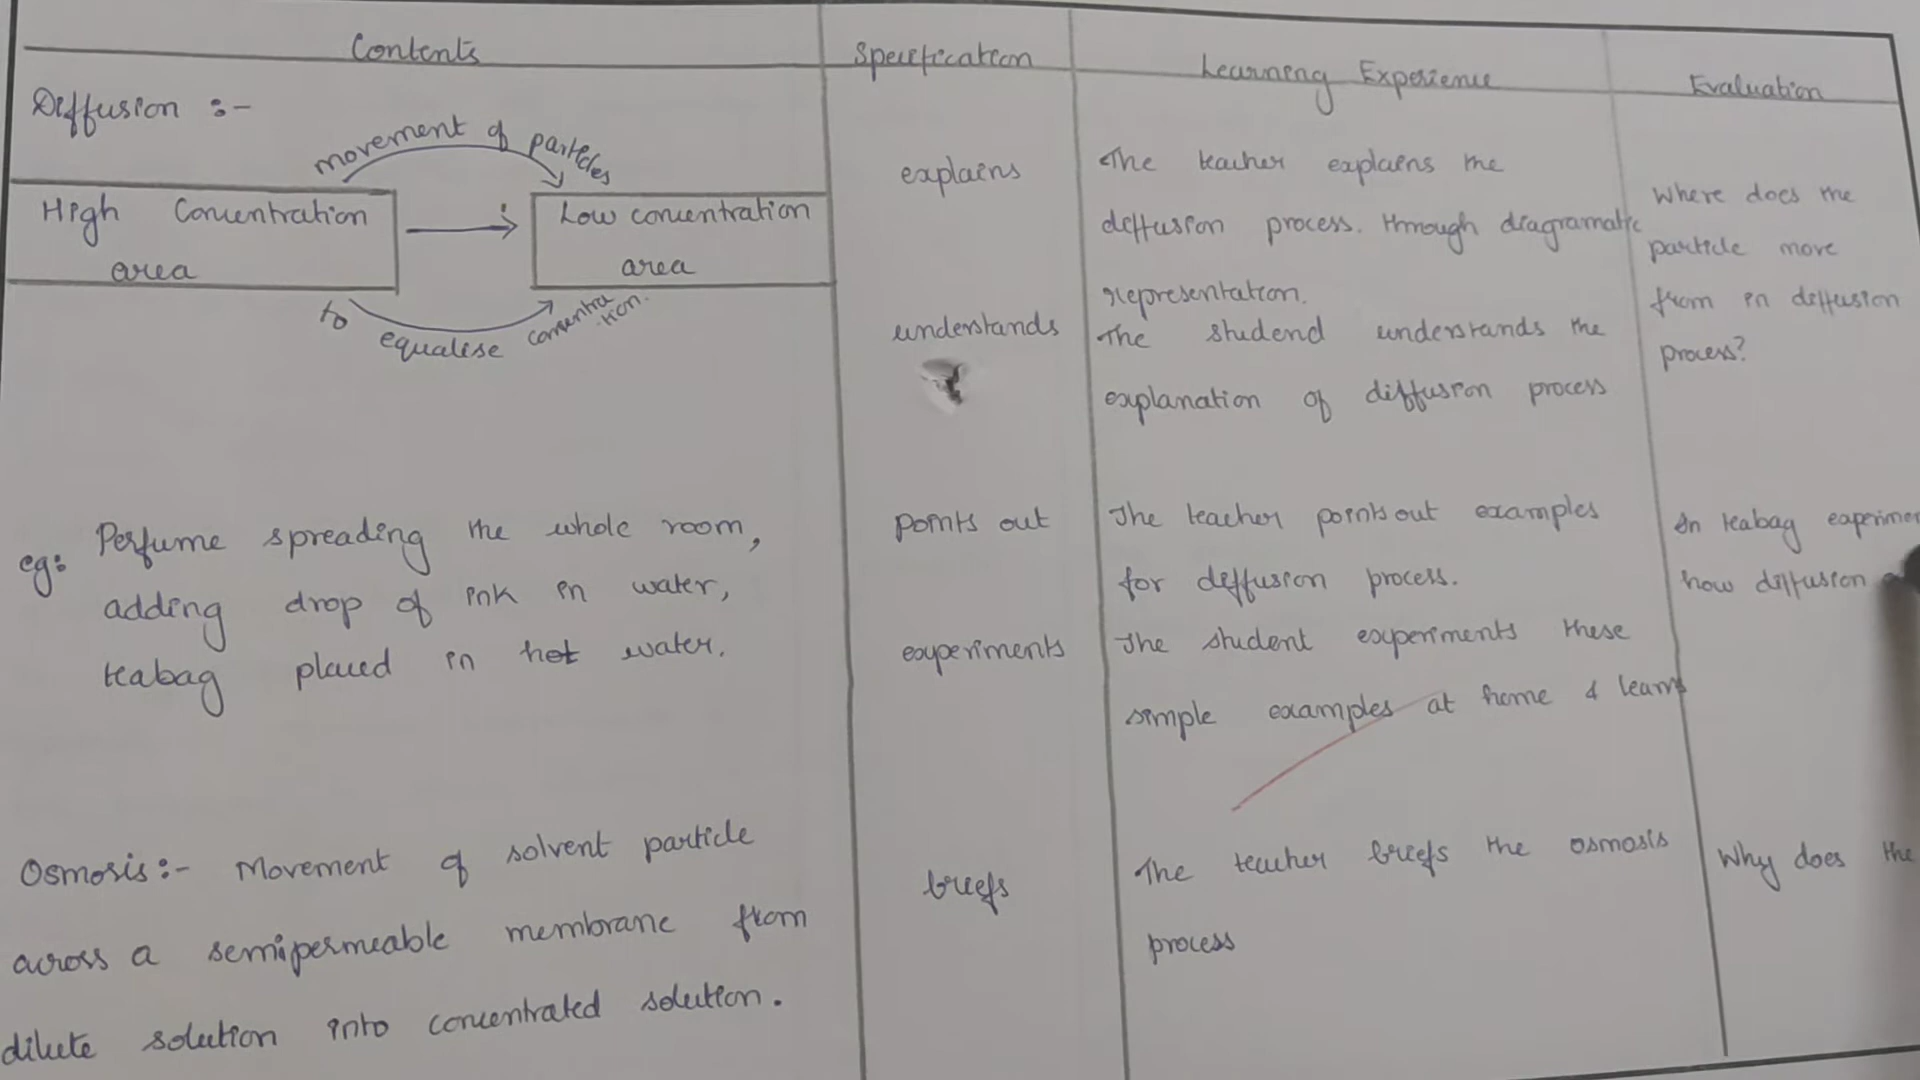 Contents
Specification
Learning Experience
Evaluation
Diffusion :-
movement of particles
High Concentration
area
Low concentration
area
to equalise concentra
tion.
explains
The teacher explains the
diffusion process. through diagramatic
representation.
understands
The studend understands the
explanation of diffusion process
Where does the
particle move
from in diffusion
process?
eg: Perfume spreading the whole room,
adding drop of ink in water,
teabag placed in hot water.
points out
The teacher points out examples
for diffusion process.
experiments
The student experiments these
simple examples at home & learns
In teabag experimen
how diffusion
Osmosis :- Movement of solvent particle
across a semipermeable membrane from
dilute solution into concentrated solution.
briefs
The teacher briefs the osmosis
process
Why does the